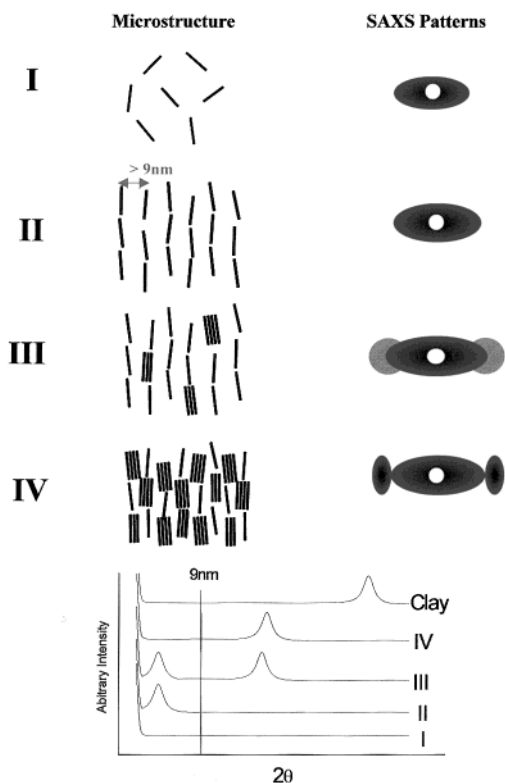 Microstructure SAXS Patterns
I
> 9nm
II
III
IV
9nm
Clay
IV
III
II
I
Abitrary Intensity
2θ